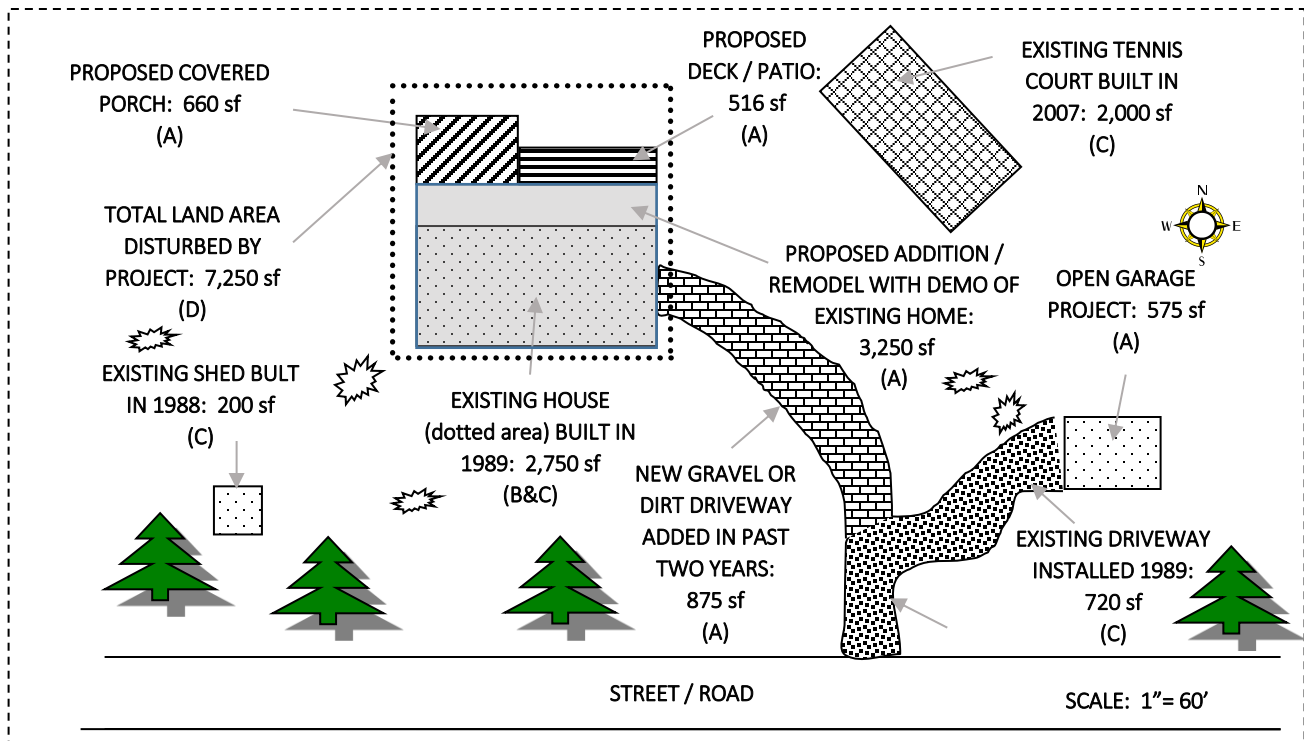 PROPOSED COVERED
PORCH: 660 sf
(A)
PROPOSED
DECK / PATIO:
516 sf
(A)
EXISTING TENNIS
COURT BUILT IN
2007: 2,000 sf
(C)
TOTAL LAND AREA
DISTURBED BY
PROJECT: 7,250 sf
(D)
N
W
E
S
PROPOSED ADDITION /
REMODEL WITH DEMO OF
EXISTING HOME:
3,250 sf
(A)
OPEN GARAGE
PROJECT: 575 sf
(A)
EXISTING SHED BULT
IN 1988: 200 sf
(C)
EXISTING HOUSE
(dotted area) BUILT IN
1989: 2,750 sf
(B&C)
NEW GRAVEL OR
DIRT DRIVEWAY
ADDED IN PAST
TWO YEARS:
875 sf
(A)
EXISTING DRIVEWAY
INSTALLED 1989:
720 sf
(C)
STREET / ROAD
SCALE: 1”= 60’